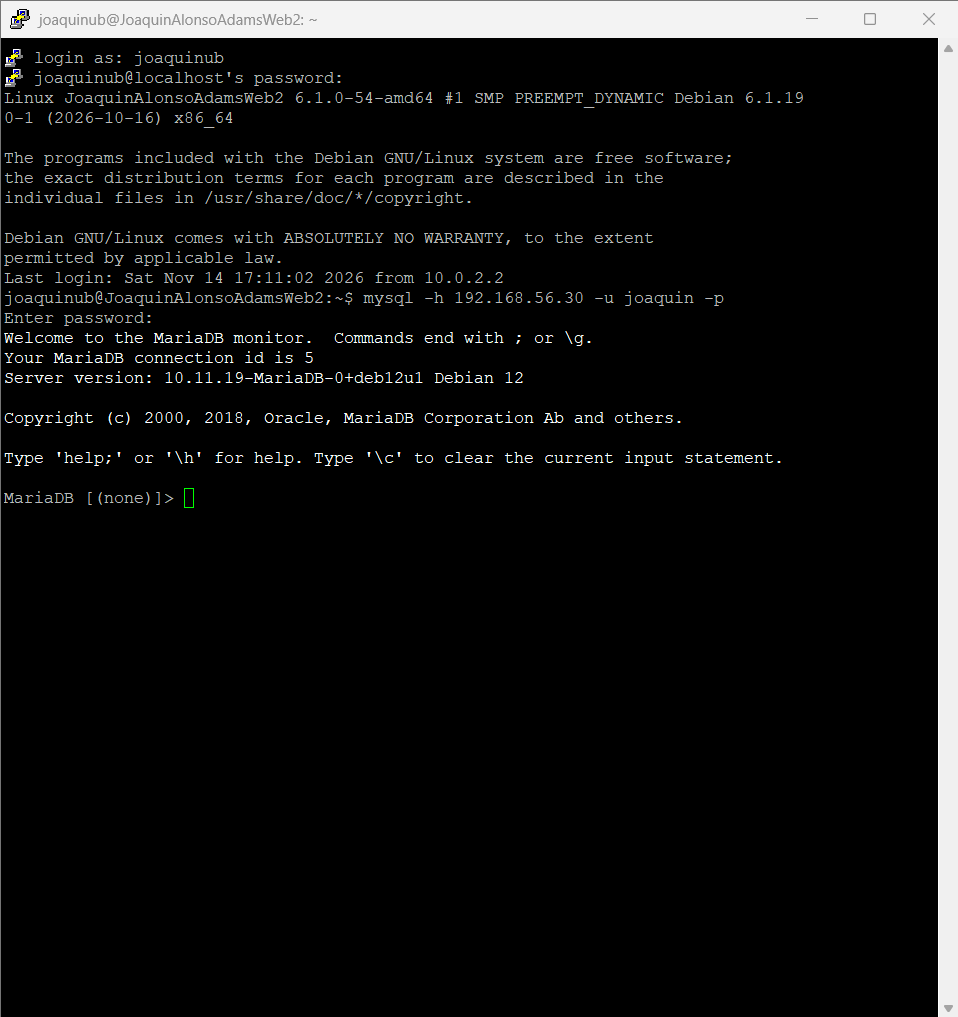 joaquinub@JoaquinAlonsoAdamsWeb2: ~
login as: joaquinub
joaquinub@localhost's password:
Linux JoaquinAlonsoAdamsWeb2 6.1.0-54-amd64 #1 SMP PREEMPT_DYNAMIC Debian 6.1.19
0-1 (2026-10-16) x86_64
The programs included with the Debian GNU/Linux system are free software;
the exact distribution terms for each program are described in the
individual files in /usr/share/doc/*/copyright.
Debian GNU/Linux comes with ABSOLUTELY NO WARRANTY, to the extent
permitted by applicable law.
Last login: Sat Nov 14 17:11:02 2026 from 10.0.2.2
joaquinub@JoaquinAlonsoAdamsWeb2:~$ mysql -h 192.168.56.30 -u joaquin -p
Enter password:
Welcome to the MariaDB monitor.  Commands end with ; or \g.
Your MariaDB connection id is 5
Server version: 10.11.19-MariaDB-0+deb12u1 Debian 12
Copyright (c) 2000, 2018, Oracle, MariaDB Corporation Ab and others.
Type 'help;' or '\h' for help. Type '\c' to clear the current input statement.
MariaDB [(none)]>